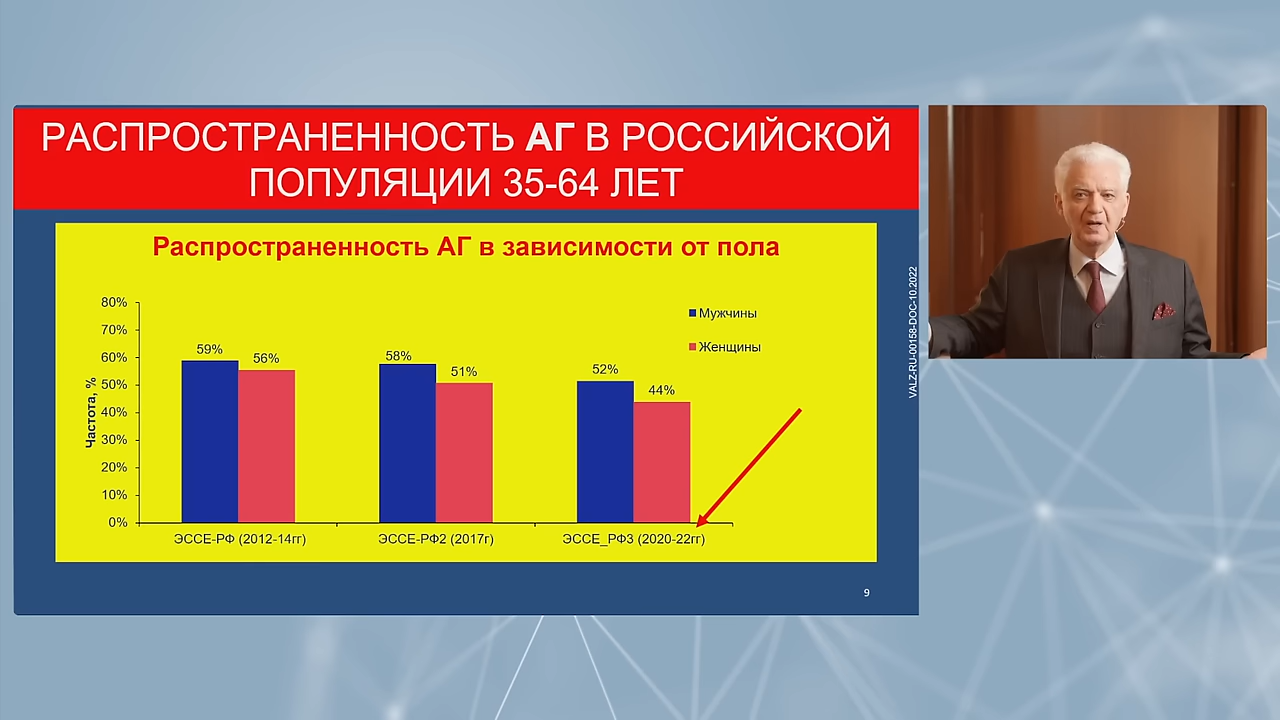 РАСПРОСТРАНЕННОСТЬ АГ В РОССИЙСКОЙ
ПОПУЛЯЦИИ 35-64 ЛЕТ
Распространенность АГ в зависимости от пола
Частота, %
80%
70%
60%
50%
40%
30%
20%
10%
0%
59%
56%
58%
51%
52%
44%
Мужчины
Женщины
ЭССЕ-РФ (2012-14гг)
ЭССЕ-РФ2 (2017г)
ЭССЕ_РФ3 (2020-22гг)
9
VALZ-RU-00158-DOC-10.2022